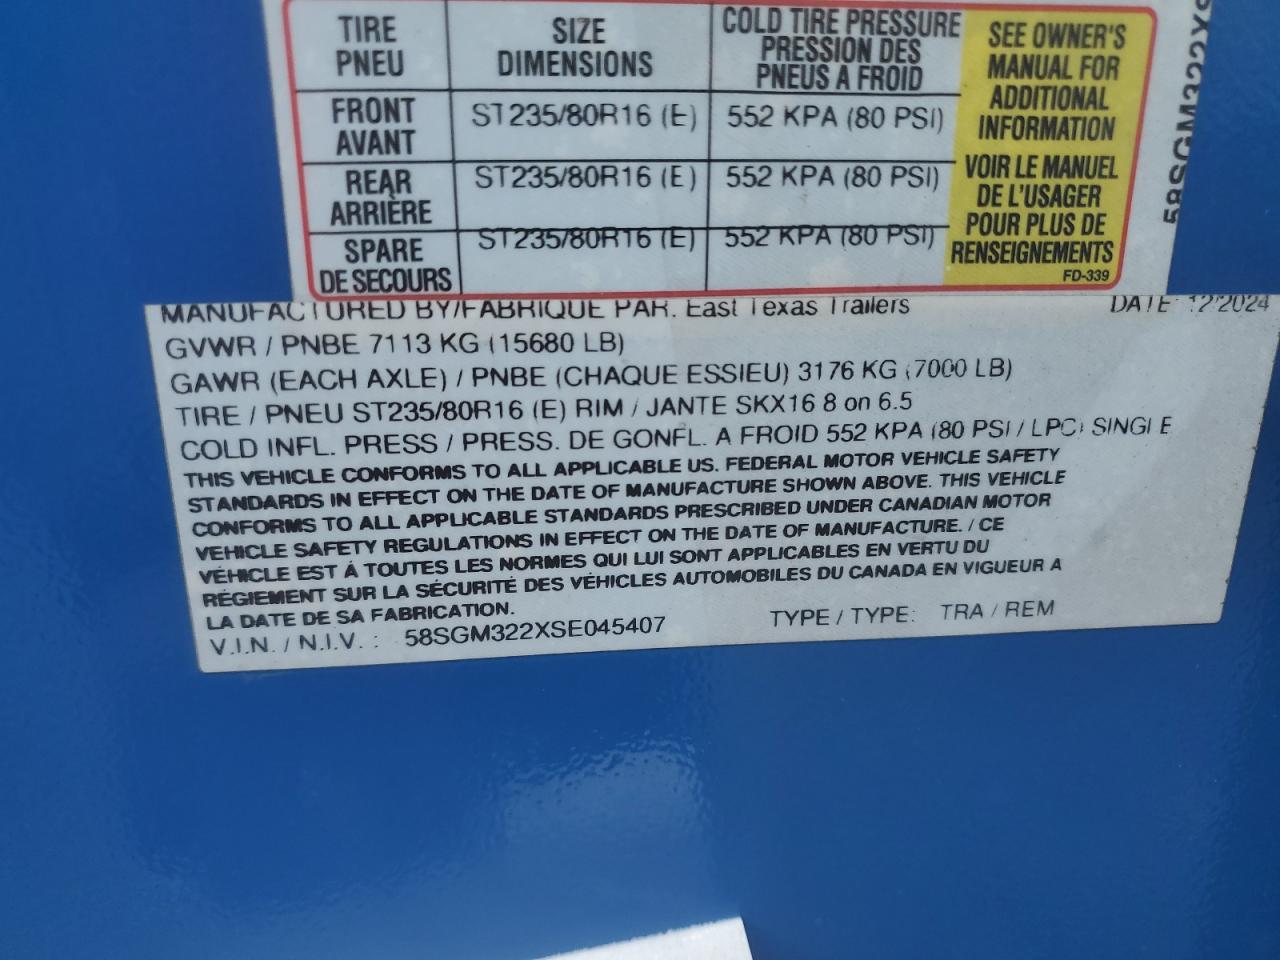 TIRE SIZE COLD TIRE PRESSURE
PNEU DIMENSIONS PRESSION DES
PNEUS A FROID
FRONT ST235/80R16 (E) 552 KPA (80 PSI)
AVANT
REAR ST235/80R16 (E) 552 KPA (80 PSI)
ARRIÈRE
SPARE ST235/80R16 (E) 552 KPA (80 PSI)
DE SECOURS
SEE OWNER'S
MANUAL FOR
ADDITIONAL
INFORMATION
VOIR LE MANUEL
DE L'USAGER
POUR PLUS DE
RENSEIGNEMENTS
FD-339
58SGM322XS
MANUFACTURED BY/FABRIQUE PAR. East Texas Trailers DATE 12/2024
GVWR / PNBE 7113 KG (15680 LB)
GAWR (EACH AXLE) / PNBE (CHAQUE ESSIEU) 3176 KG (7000 LB)
TIRE / PNEU ST235/80R16 (E) RIM / JANTE SKX16 8 on 6.5
COLD INFL. PRESS / PRESS. DE GONFL. A FROID 552 KPA (80 PSI / LPC) SINGLE
THIS VEHICLE CONFORMS TO ALL APPLICABLE US. FEDERAL MOTOR VEHICLE SAFETY
STANDARDS IN EFFECT ON THE DATE OF MANUFACTURE SHOWN ABOVE. THIS VEHICLE
CONFORMS TO ALL APPLICABLE STANDARDS PRESCRIBED UNDER CANADIAN MOTOR
VEHICLE SAFETY REGULATIONS IN EFFECT ON THE DATE OF MANUFACTURE. / CE
VÉHICLE EST Á TOUTES LES NORMES QUI LUI SONT APPLICABLES EN VERTU DU
RÉGIEMENT SUR LA SÉCURITÉ DES VÉHICLES AUTOMOBILES DU CANADA EN VIGUEUR A
LA DATE DE SA FABRICATION.
V.I.N. / N.I.V. : 58SGM322XSE045407 TYPE / TYPE: TRA / REM